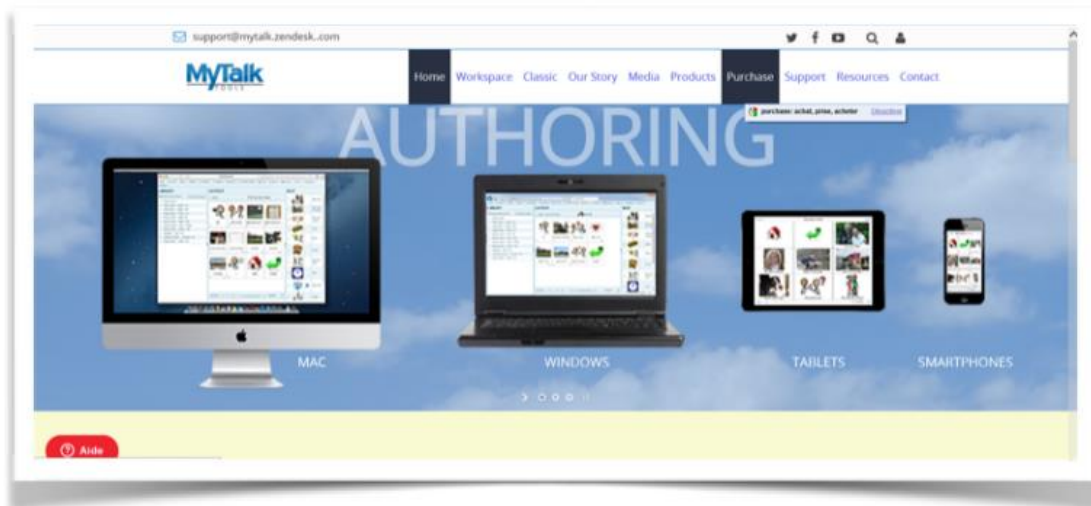 support@mytalk.zendesk..com
MyTalk
TOOLS
Home Workspace Classic Our Story Media Products Purchase Support Resources Contact
purchase: achat, prise, acheter
AUTHORING
MAC
WINDOWS
TABLETS
SMARTPHONES
Aide